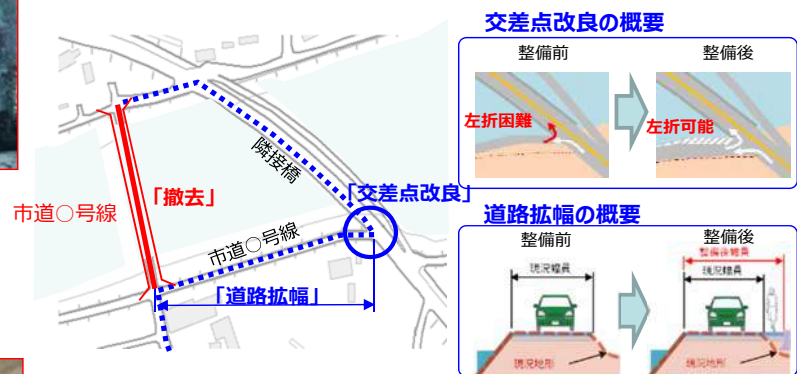 交差点改良の概要
整備前
整備後
左折困難
左折可能
隣接橋
「交差点改良」
「撤去」
市道○号線
市道○号線
「道路拡幅」
道路拡幅の概要
整備前
整備後
現況幅員
現況地形
整備後幅員
現況幅員
現況地形